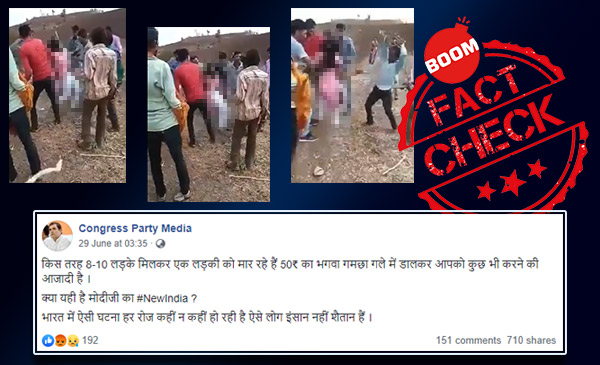 BOOM
FACT
CHECK
Congress Party Media
29 June at 03:35 ·
किस तरह 8-10 लड़के मिलकर एक लड़की को मार रहे हैं 50₹ का भगवा गमछा गले में डालकर आपको कुछ भी करने की
आजादी है ।
क्या यही है मोदीजी का #NewIndia ?
भारत में ऐसी घटना हर रोज कहीं न कहीं हो रही है ऐसे लोग इंसान नहीं शैतान हैं ।
192
151 comments 710 shares